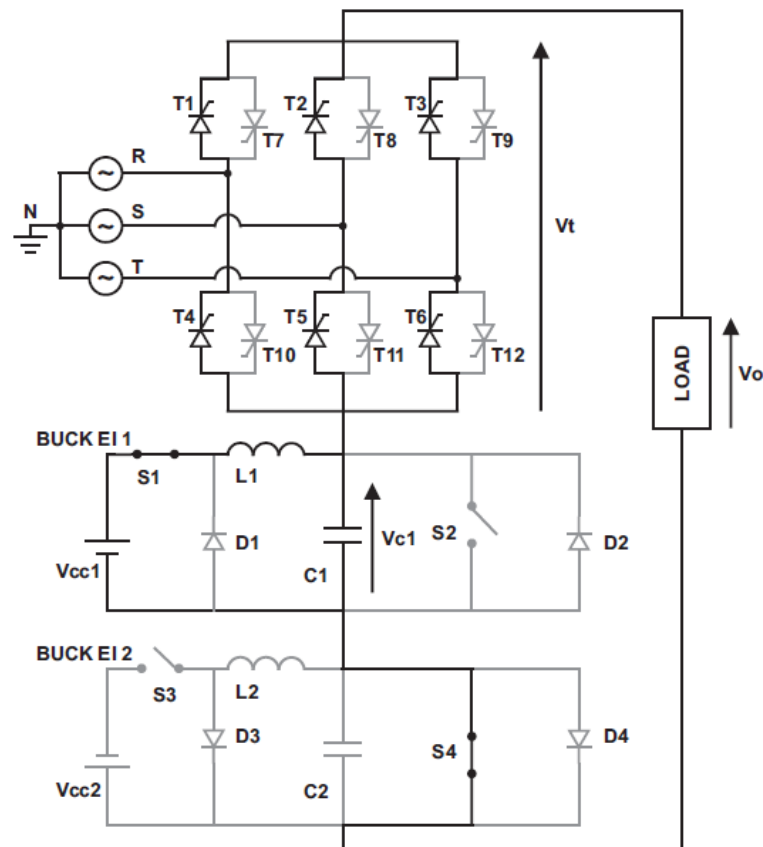 T1
T7
T2
T8
T3
T9
R
N
S
T
Vt
T4
T10
T5
T11
T6
T12
LOAD
Vo
BUCK EI 1
S1
L1
D1
Vcc1
C1
Vc1
S2
D2
BUCK EI 2
S3
L2
D3
Vcc2
C2
S4
D4